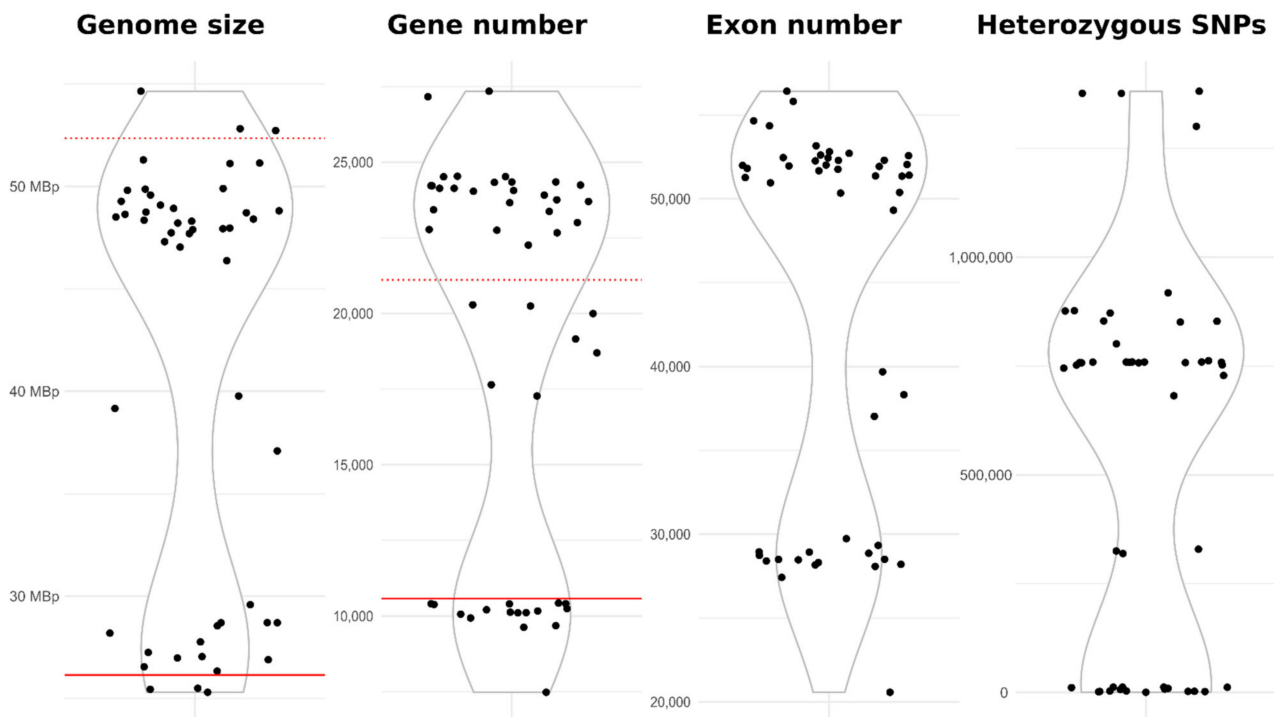 Genome size
Gene number
Exon number
Heterozygous SNPs
50 MBp
40 MBp
30 MBp
25,000
20,000
15,000
10,000
50,000
40,000
30,000
20,000
1,000,000
500,000
0